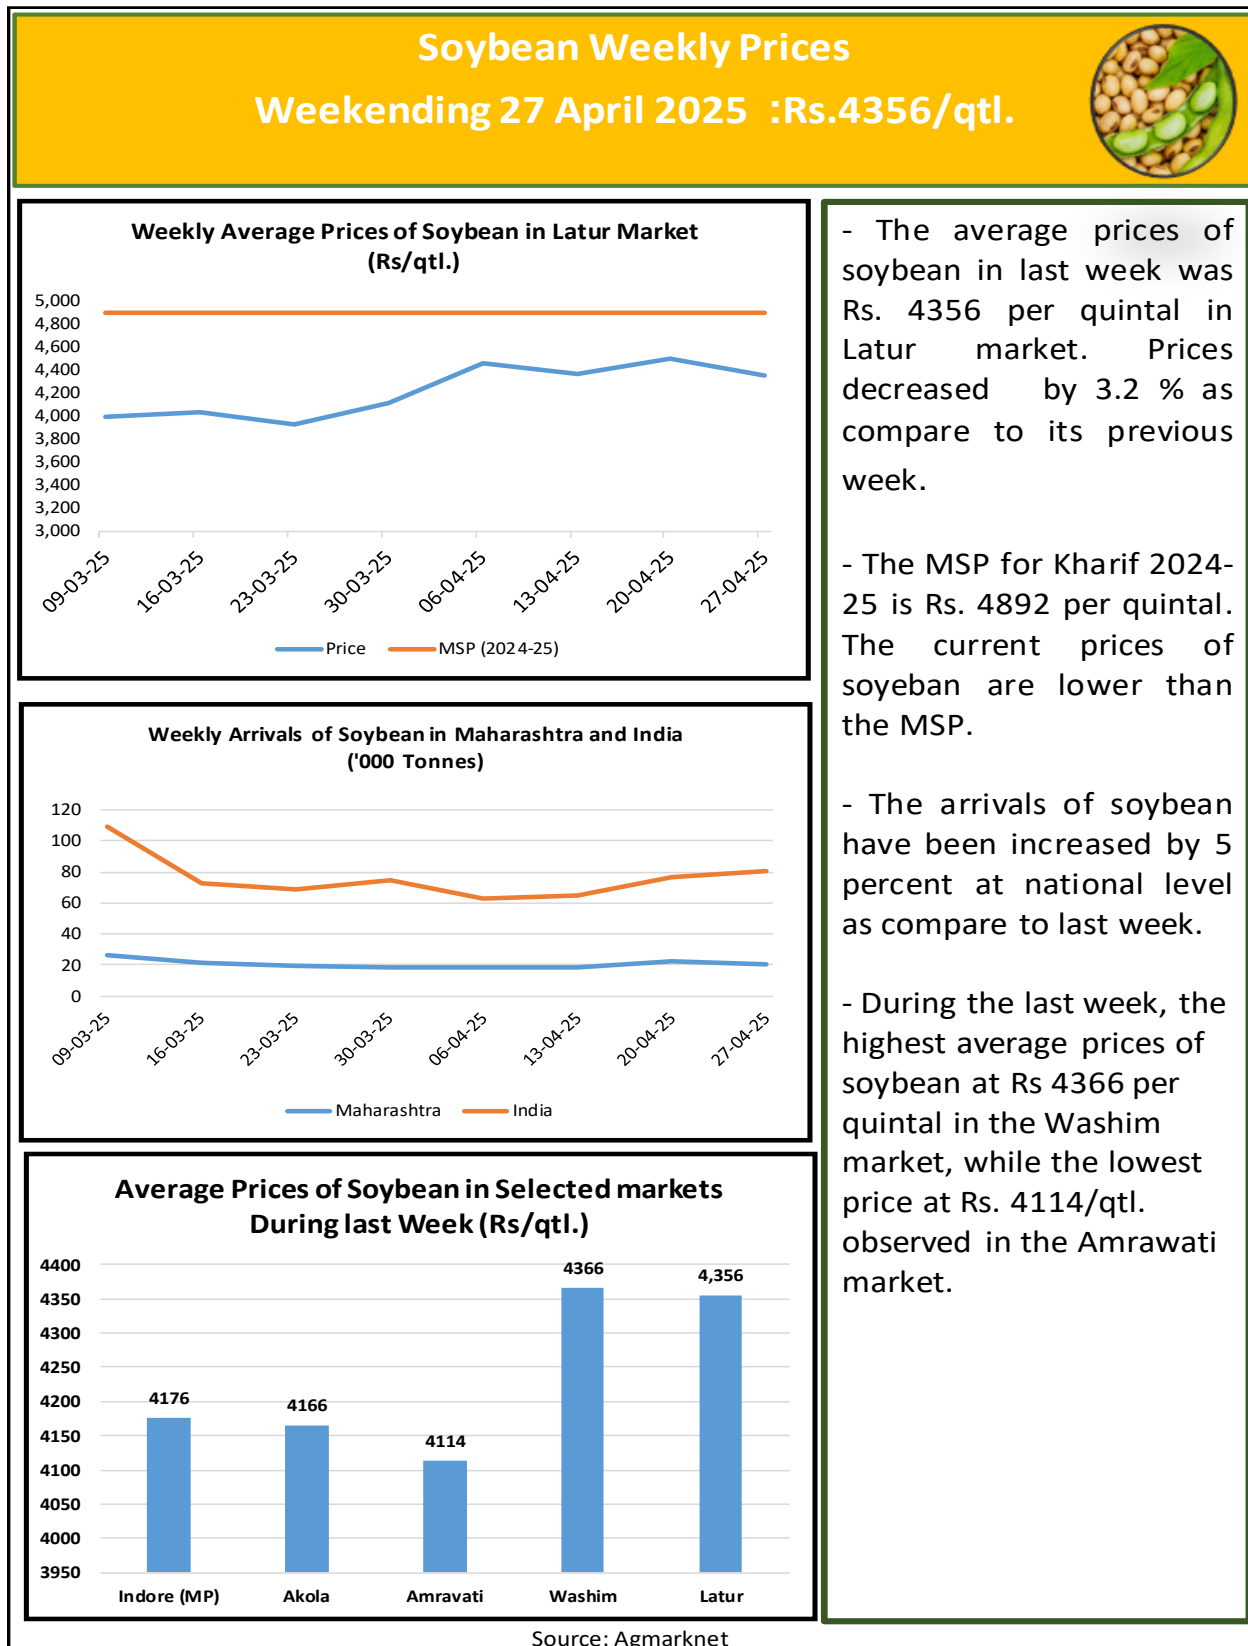 Soybean Weekly Prices
Weekending 27 April 2025 :Rs.4356/qtl.
Weekly Average Prices of Soybean in Latur Market
(Rs/qtl.)
5,000
4,800
4,600
4,400
4,200
4,000
3,800
3,600
3,400
3,200
3,000
09-03-25
16-03-25
23-03-25
30-03-25
06-04-25
13-04-25
20-04-25
27-04-25
Price
MSP (2024-25)
Weekly Arrivals of Soybean in Maharashtra and India
('000 Tonnes)
120
100
80
60
40
20
0
09-03-25
16-03-25
23-03-25
30-03-25
06-04-25
13-04-25
20-04-25
27-04-25
Maharashtra
India
Average Prices of Soybean in Selected markets
During last Week (Rs/qtl.)
4400
4350
4300
4250
4200
4150
4100
4050
4000
3950
4176
4166
4114
4366
4,356
Indore (MP)
Akola
Amravati
Washim
Latur
- The average prices of
soybean in last week was
Rs. 4356 per quintal in
Latur market. Prices
decreased by 3.2 % as
compare to its previous
week.
- The MSP for Kharif 2024-
25 is Rs. 4892 per quintal.
The current prices of
soyeban are lower than
the MSP.
- The arrivals of soybean
have been increased by 5
percent at national level
as compare to last week.
- During the last week, the
highest average prices of
soybean at Rs 4366 per
quintal in the Washim
market, while the lowest
price at Rs. 4114/qtl.
observed in the Amrawati
market.
Source: Agmarknet